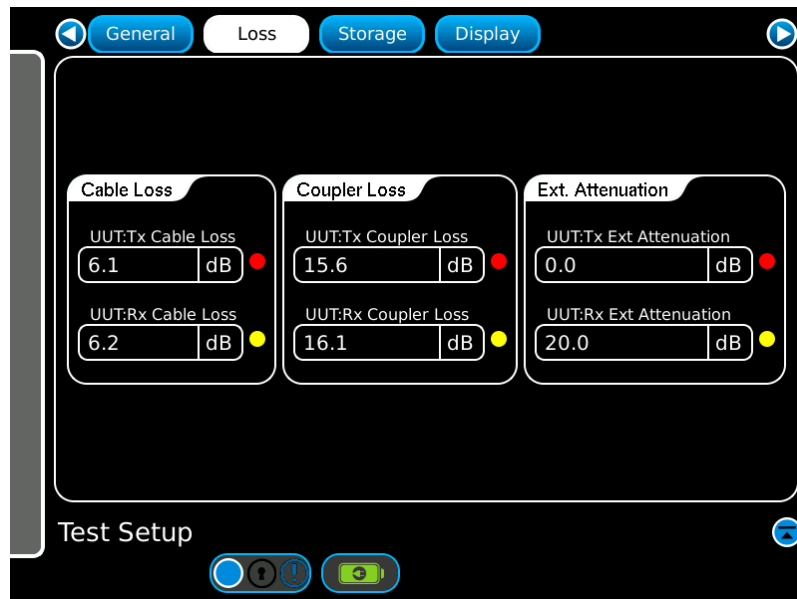 General Loss Storage Display
Cable Loss
UUT:Tx Cable Loss
6.1 dB
UUT:Rx Cable Loss
6.2 dB
Coupler Loss
UUT:Tx Coupler Loss
15.6 dB
UUT:Rx Coupler Loss
16.1 dB
Ext. Attenuation
UUT:Tx Ext Attenuation
0.0 dB
UUT:Rx Ext Attenuation
20.0 dB
Test Setup